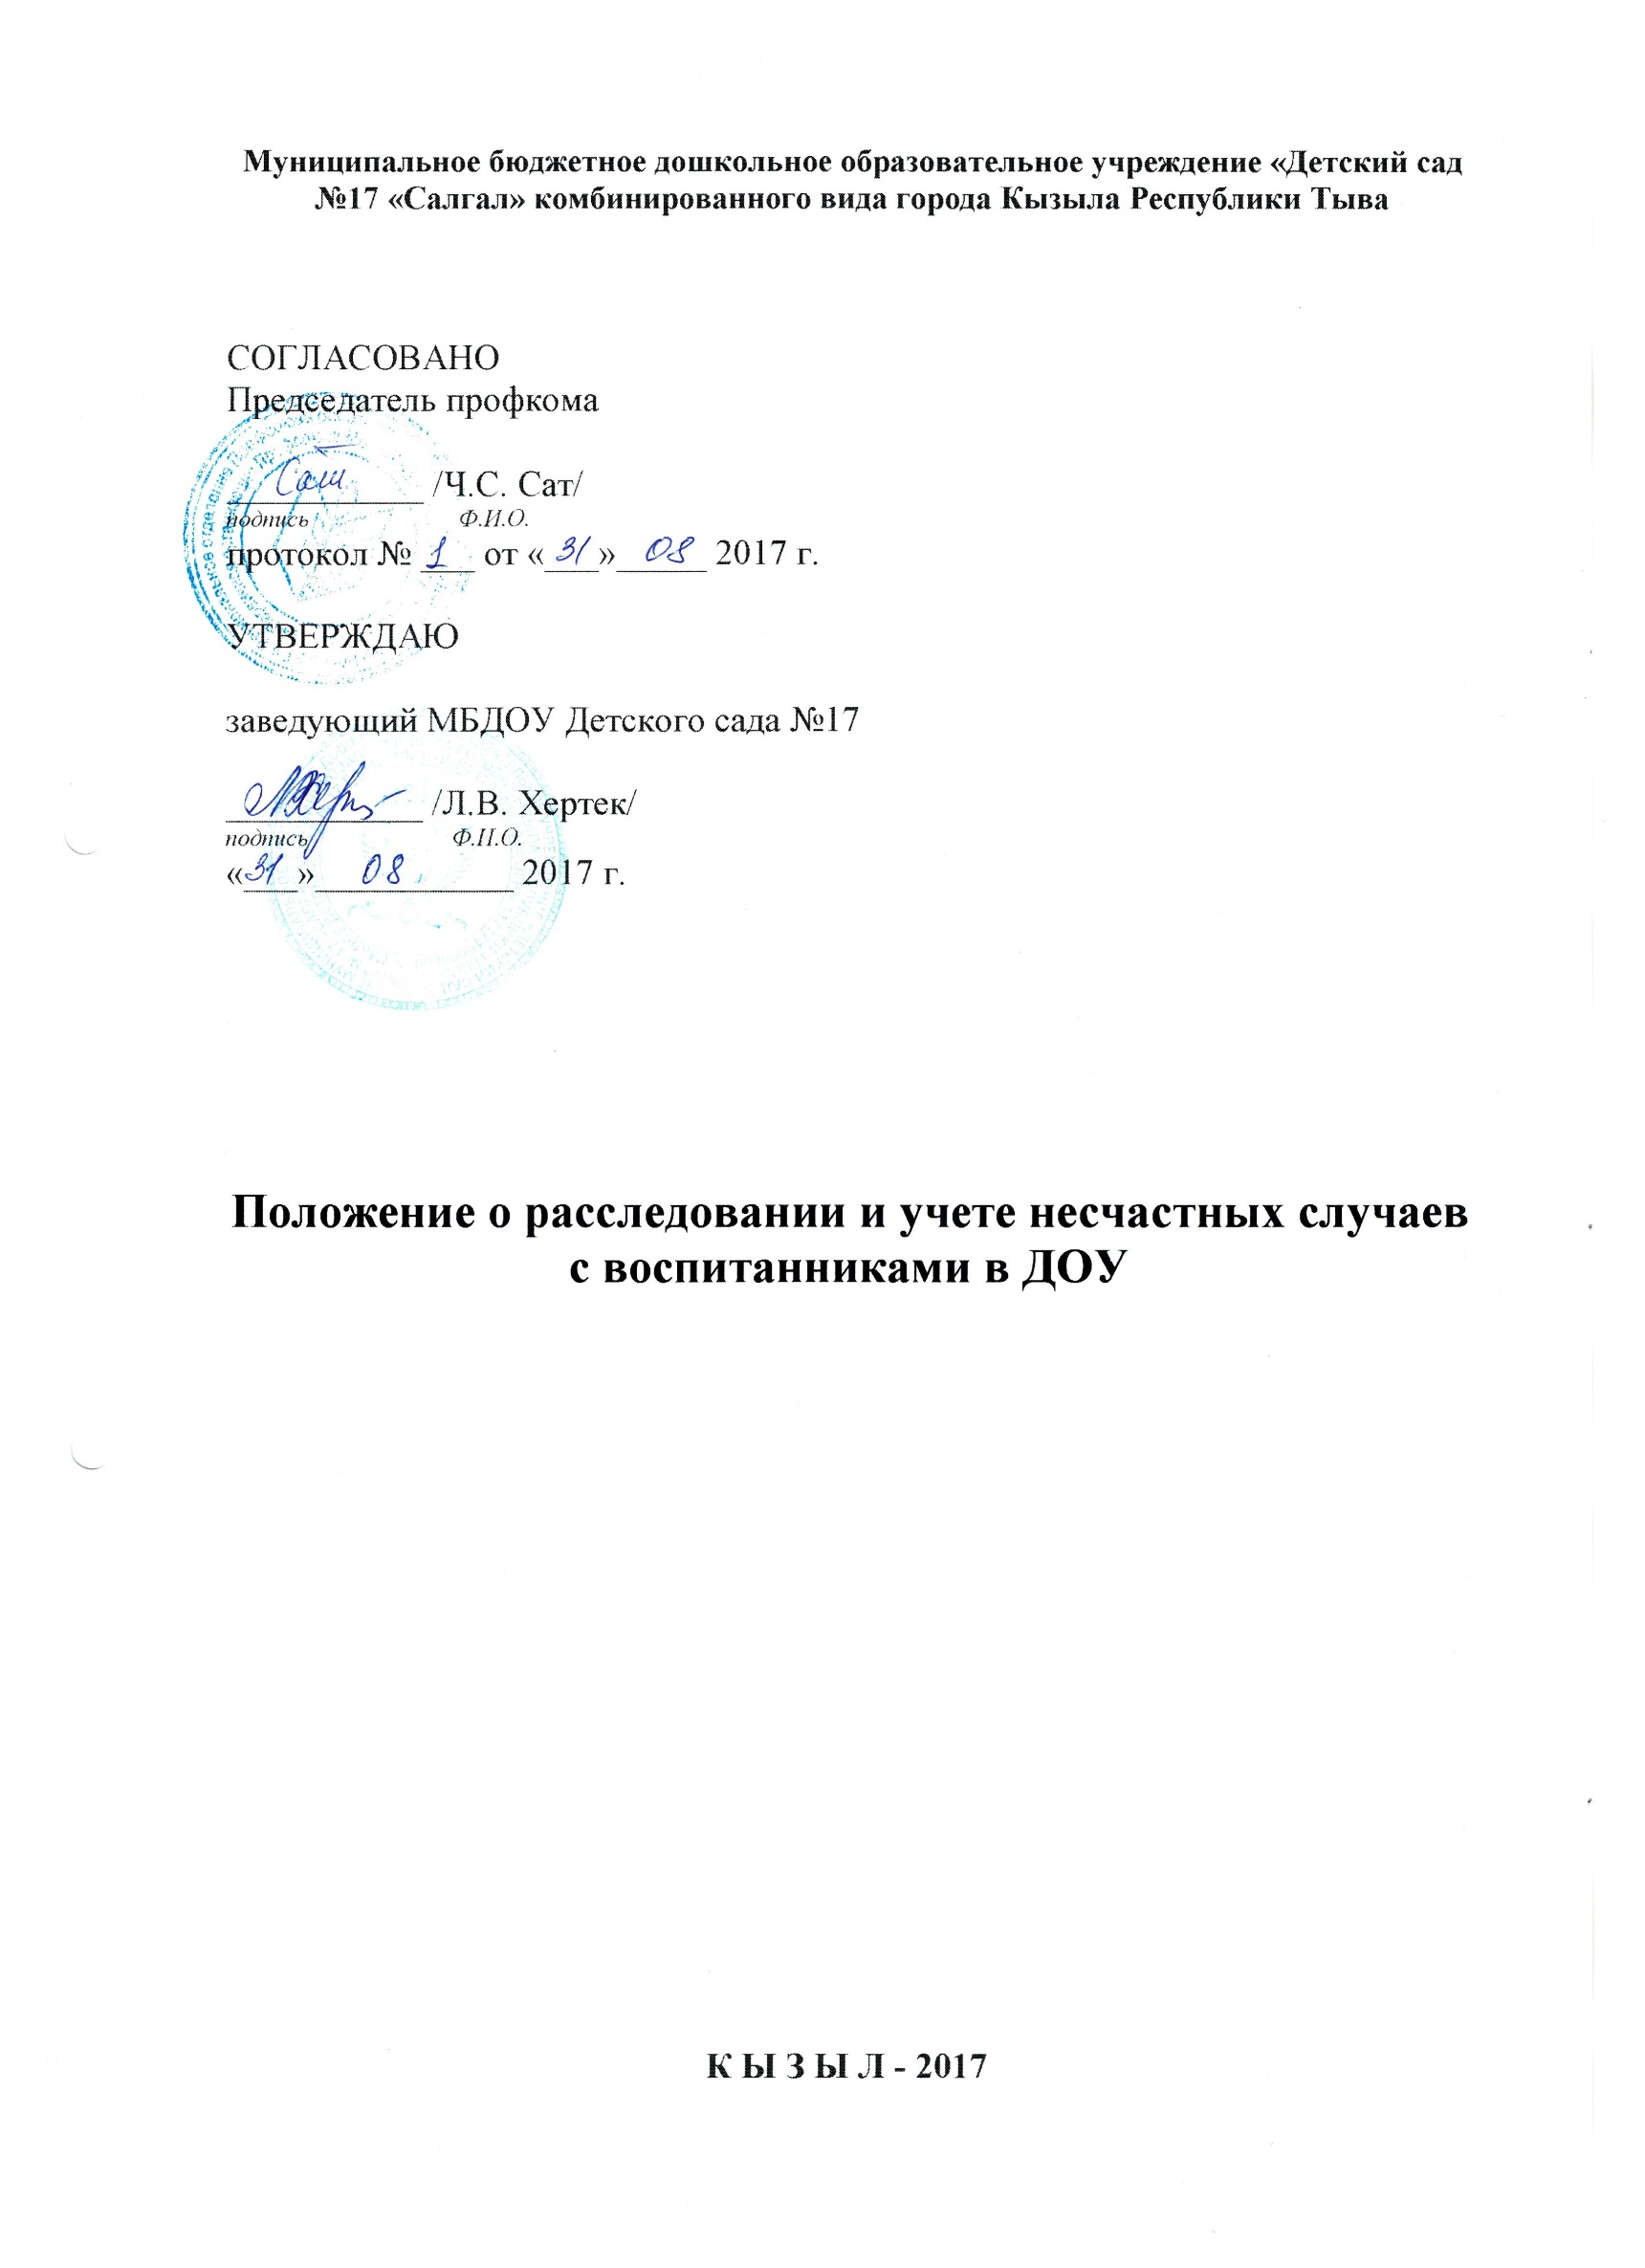 Муниципальное бюджетное дошкольное образовательное учреждение «Детский сад
№17 «Салгал» комбинированного вида города Кызыла Республики Тыва
СОГЛАСОВАНО
Председатель профкома
Сат /Ч.С. Сат/
подпись Ф.И.О.
протокол № 1 от «31» 08 2017 г.
УТВЕРЖДАЮ
заведующий МБДОУ Детского сада №17
/Л.В. Хертек/
подпись Ф.И.О.
«31» 08 2017 г.
Положение о расследовании и учете несчастных случаев
с воспитанниками в ДОУ
К Ы З Ы Л - 2017